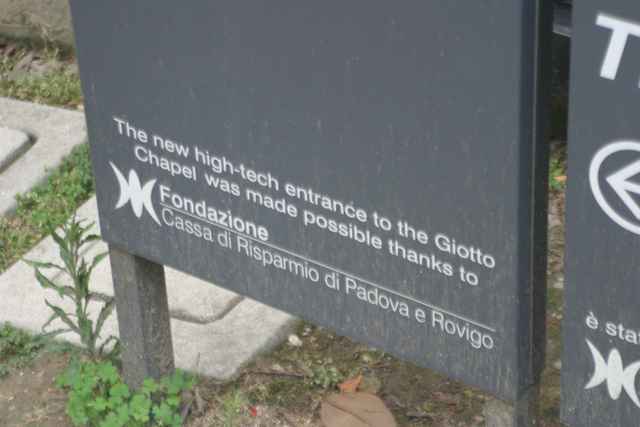 The new high-tech entrance to the Giotto
Chapel was made possible thanks to
Fondazione
Cassa di Risparmio di Padova e Rovigo
T
è stat